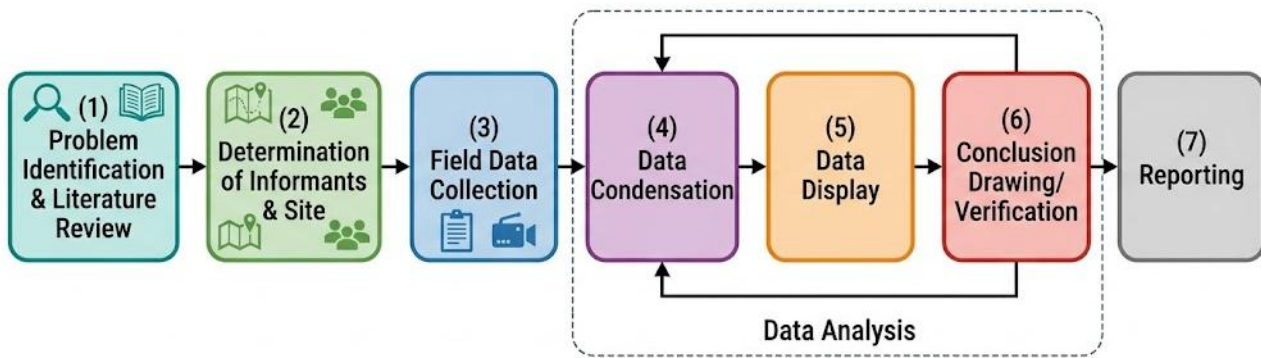 (1)
Problem
Identification
& Literature
Review
(2)
Determination
of Informants
& Site
(3)
Field Data
Collection
(4)
Data
Condensation
(5)
Data
Display
(6)
Conclusion
Drawing/
Verification
(7)
Reporting
Data Analysis